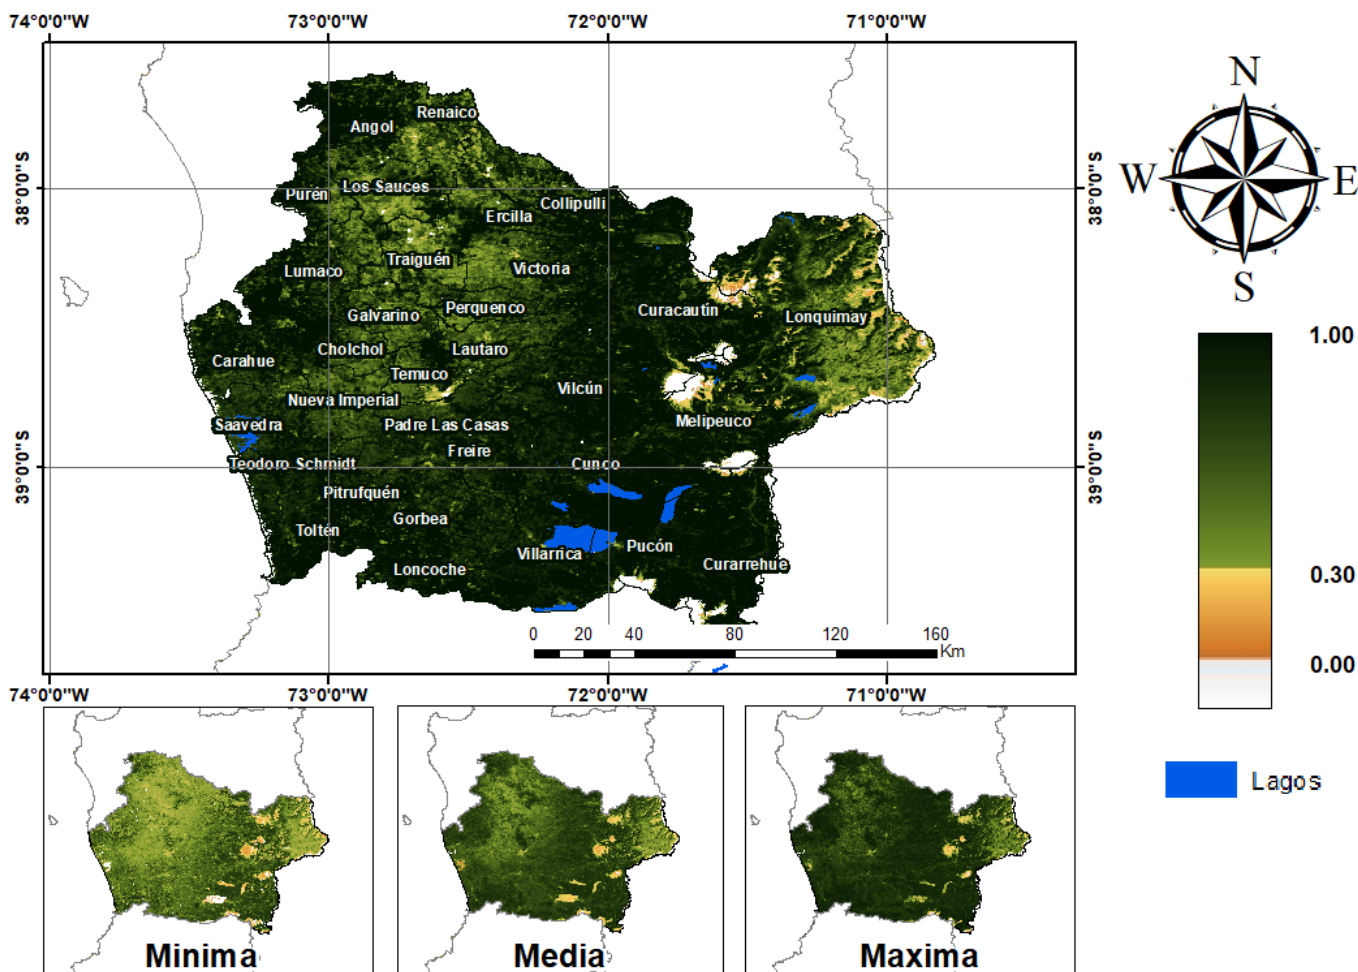 74°0'0"W 73°0'0"W 72°0'0"W 71°0'0"W
N
W E
S
38°0'0"S 38°0'0"S
39°0'0"S 39°0'0"S
Renaico
Angol
Los Sauces
Purén
Collipulli
Ercilla
Traiguén
Lumaco Victoria
Curacautín
Perquenco
Galvarino Lonquimay
Cholchol Lautaro
Carahue
Temuco
Vilcún
Nueva Imperial
Melipeuco
Saavedra Padre Las Casas
Freire
Teodoro Schmidt Cunco
Pitrufquén
Gorbea
Toltén
Villarrica Pucón
Loncoche Curarrehue
0 20 40 80 120 160
Km
74°0'0"W 73°0'0"W 72°0'0"W 71°0'0"W
1.00
0.30
0.00
Lagos
Minima Media Maxima